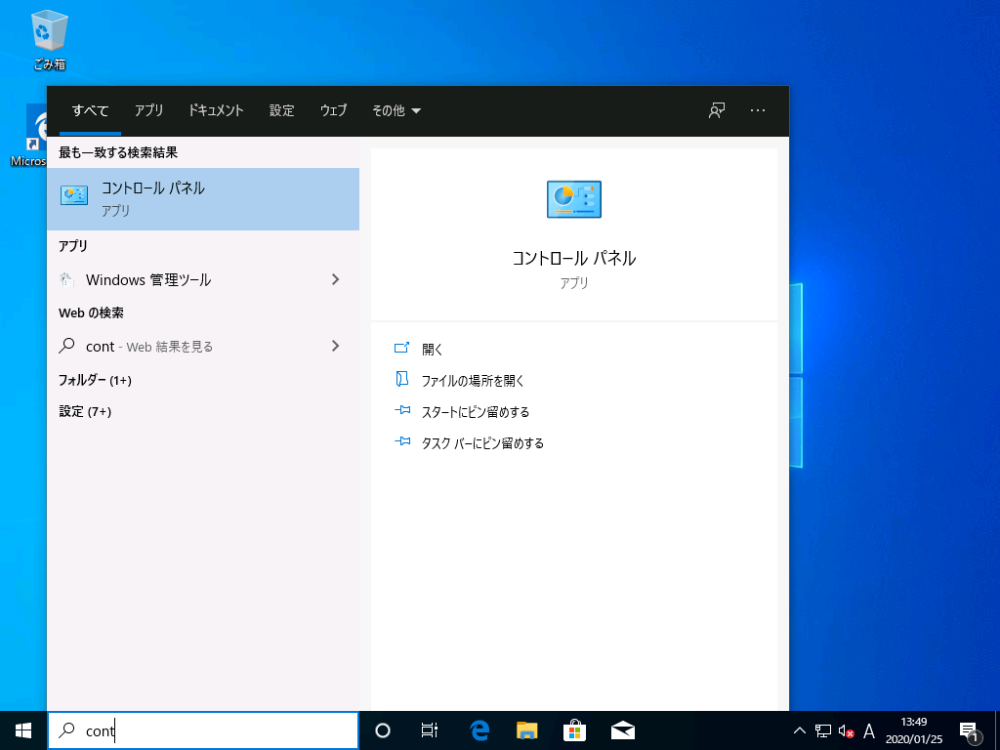 ごみ箱
Micros
すべて アプリ ドキュメント 設定 ウェブ その他
最も一致する検索結果
コントロール パネル
アプリ
アプリ
Windows 管理ツール
Web の検索
cont - Web 結果を見る
フォルダー (1+)
設定 (7+)
コントロール パネル
アプリ
開く
ファイルの場所を開く
スタートにピン留めする
タスク バーにピン留めする
cont
A
13:49
2020/01/25
1